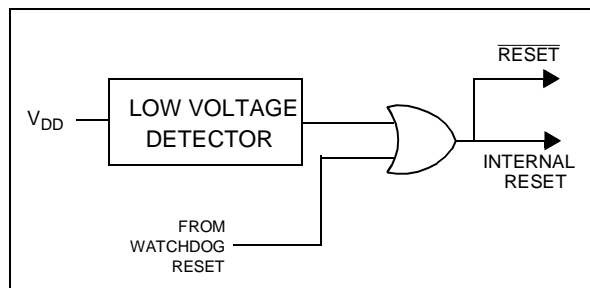 RESET
V_DD
LOW VOLTAGE
DETECTOR
INTERNAL
RESET
FROM
WATCHDOG
RESET